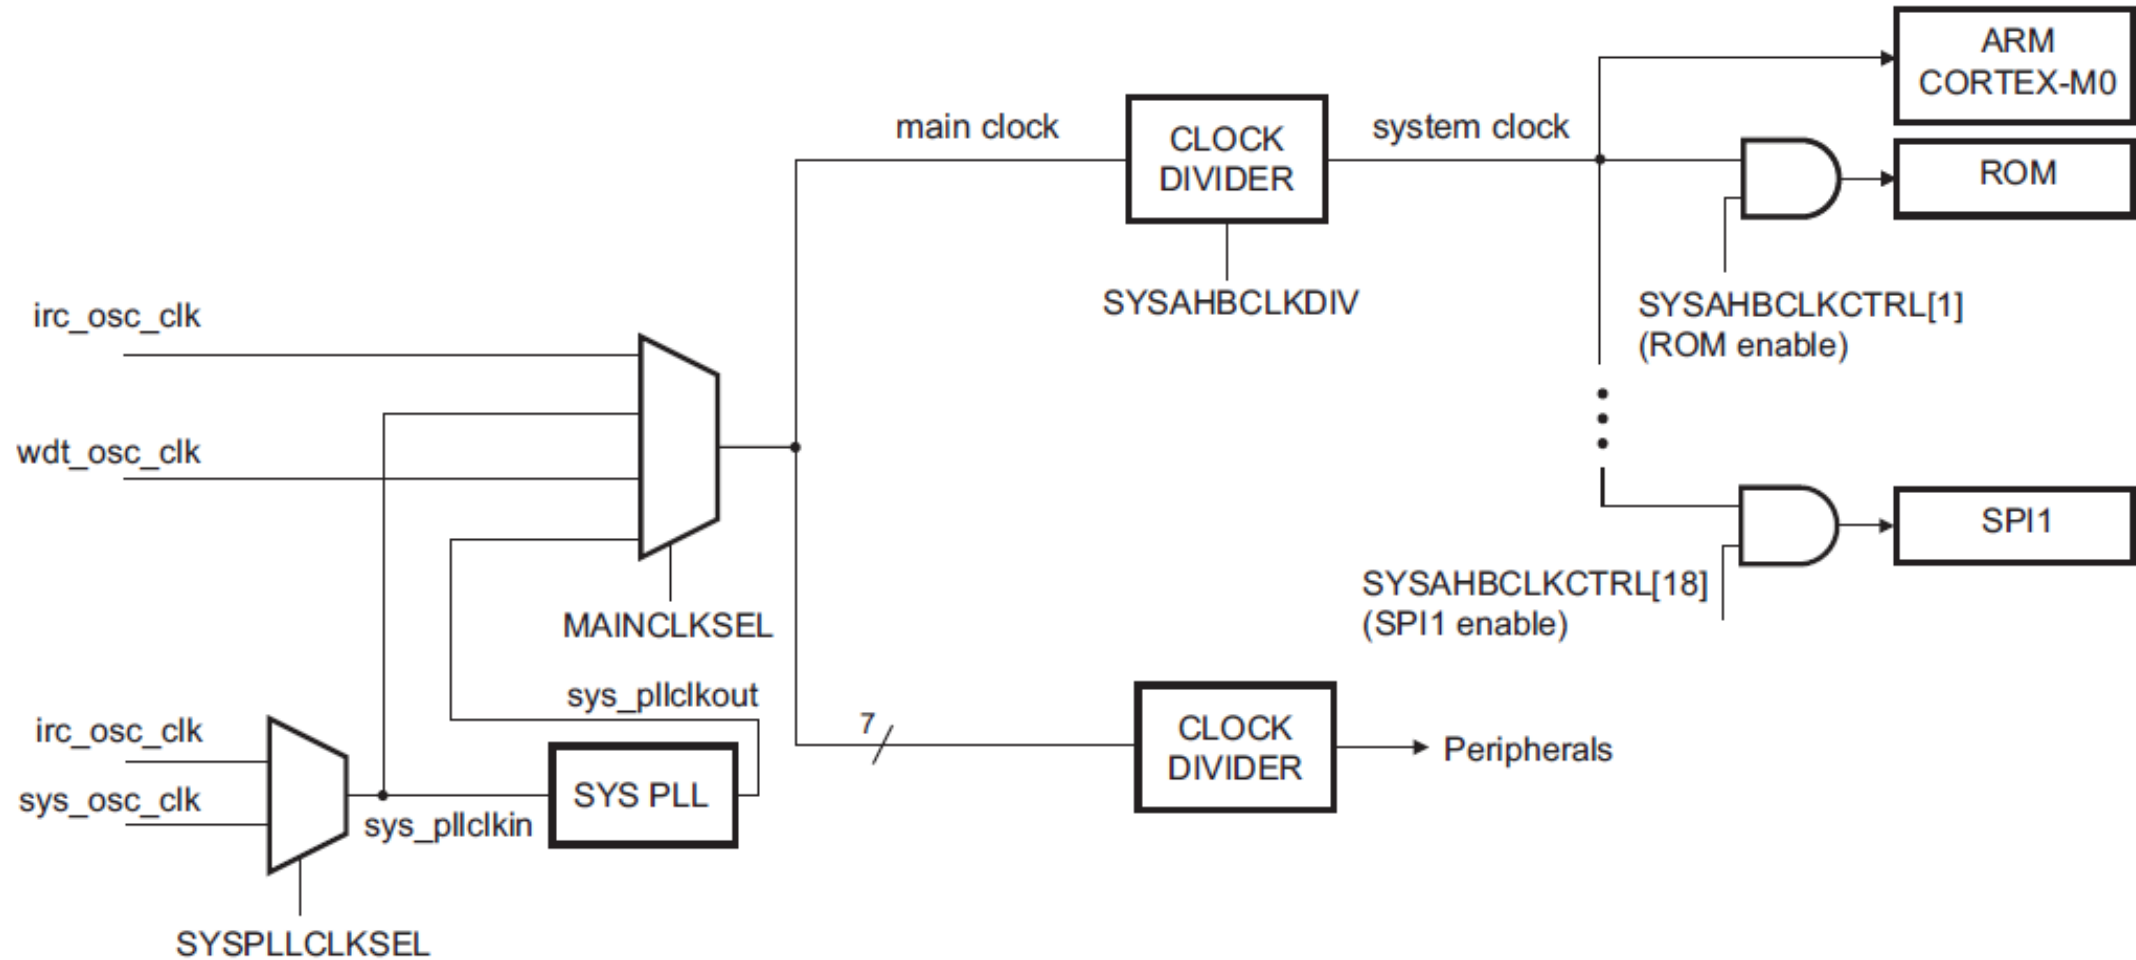 ARM
CORTEX-M0
main clock
CLOCK
DIVIDER
system clock
ROM
SYSAHBCLKDIV
SYSAHBCLKCTRL[1]
(ROM enable)
irc_osc_clk
wdt_osc_clk
SPI1
SYSAHBCLKCTRL[18]
(SPI1 enable)
MAINCLKSEL
sys_pllclkout
irc_osc_clk
sys_osc_clk
SYS PLL
sys_pllclkin
7
CLOCK
DIVIDER
Peripherals
SYSPLLCLKSEL